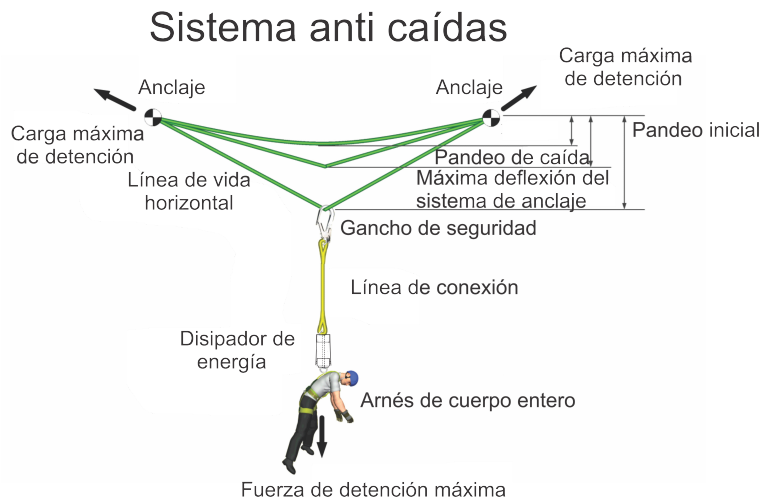 Sistema anti caídas
Carga máxima
de detención
Anclaje
Anclaje
Carga máxima
de detención
Pandeo inicial
Pandeo de caída
Línea de vida
horizontal
Máxima deflexión del
sistema de anclaje
Gancho de seguridad
Línea de conexión
Disipador de
energía
Arnés de cuerpo entero
Fuerza de detención máxima